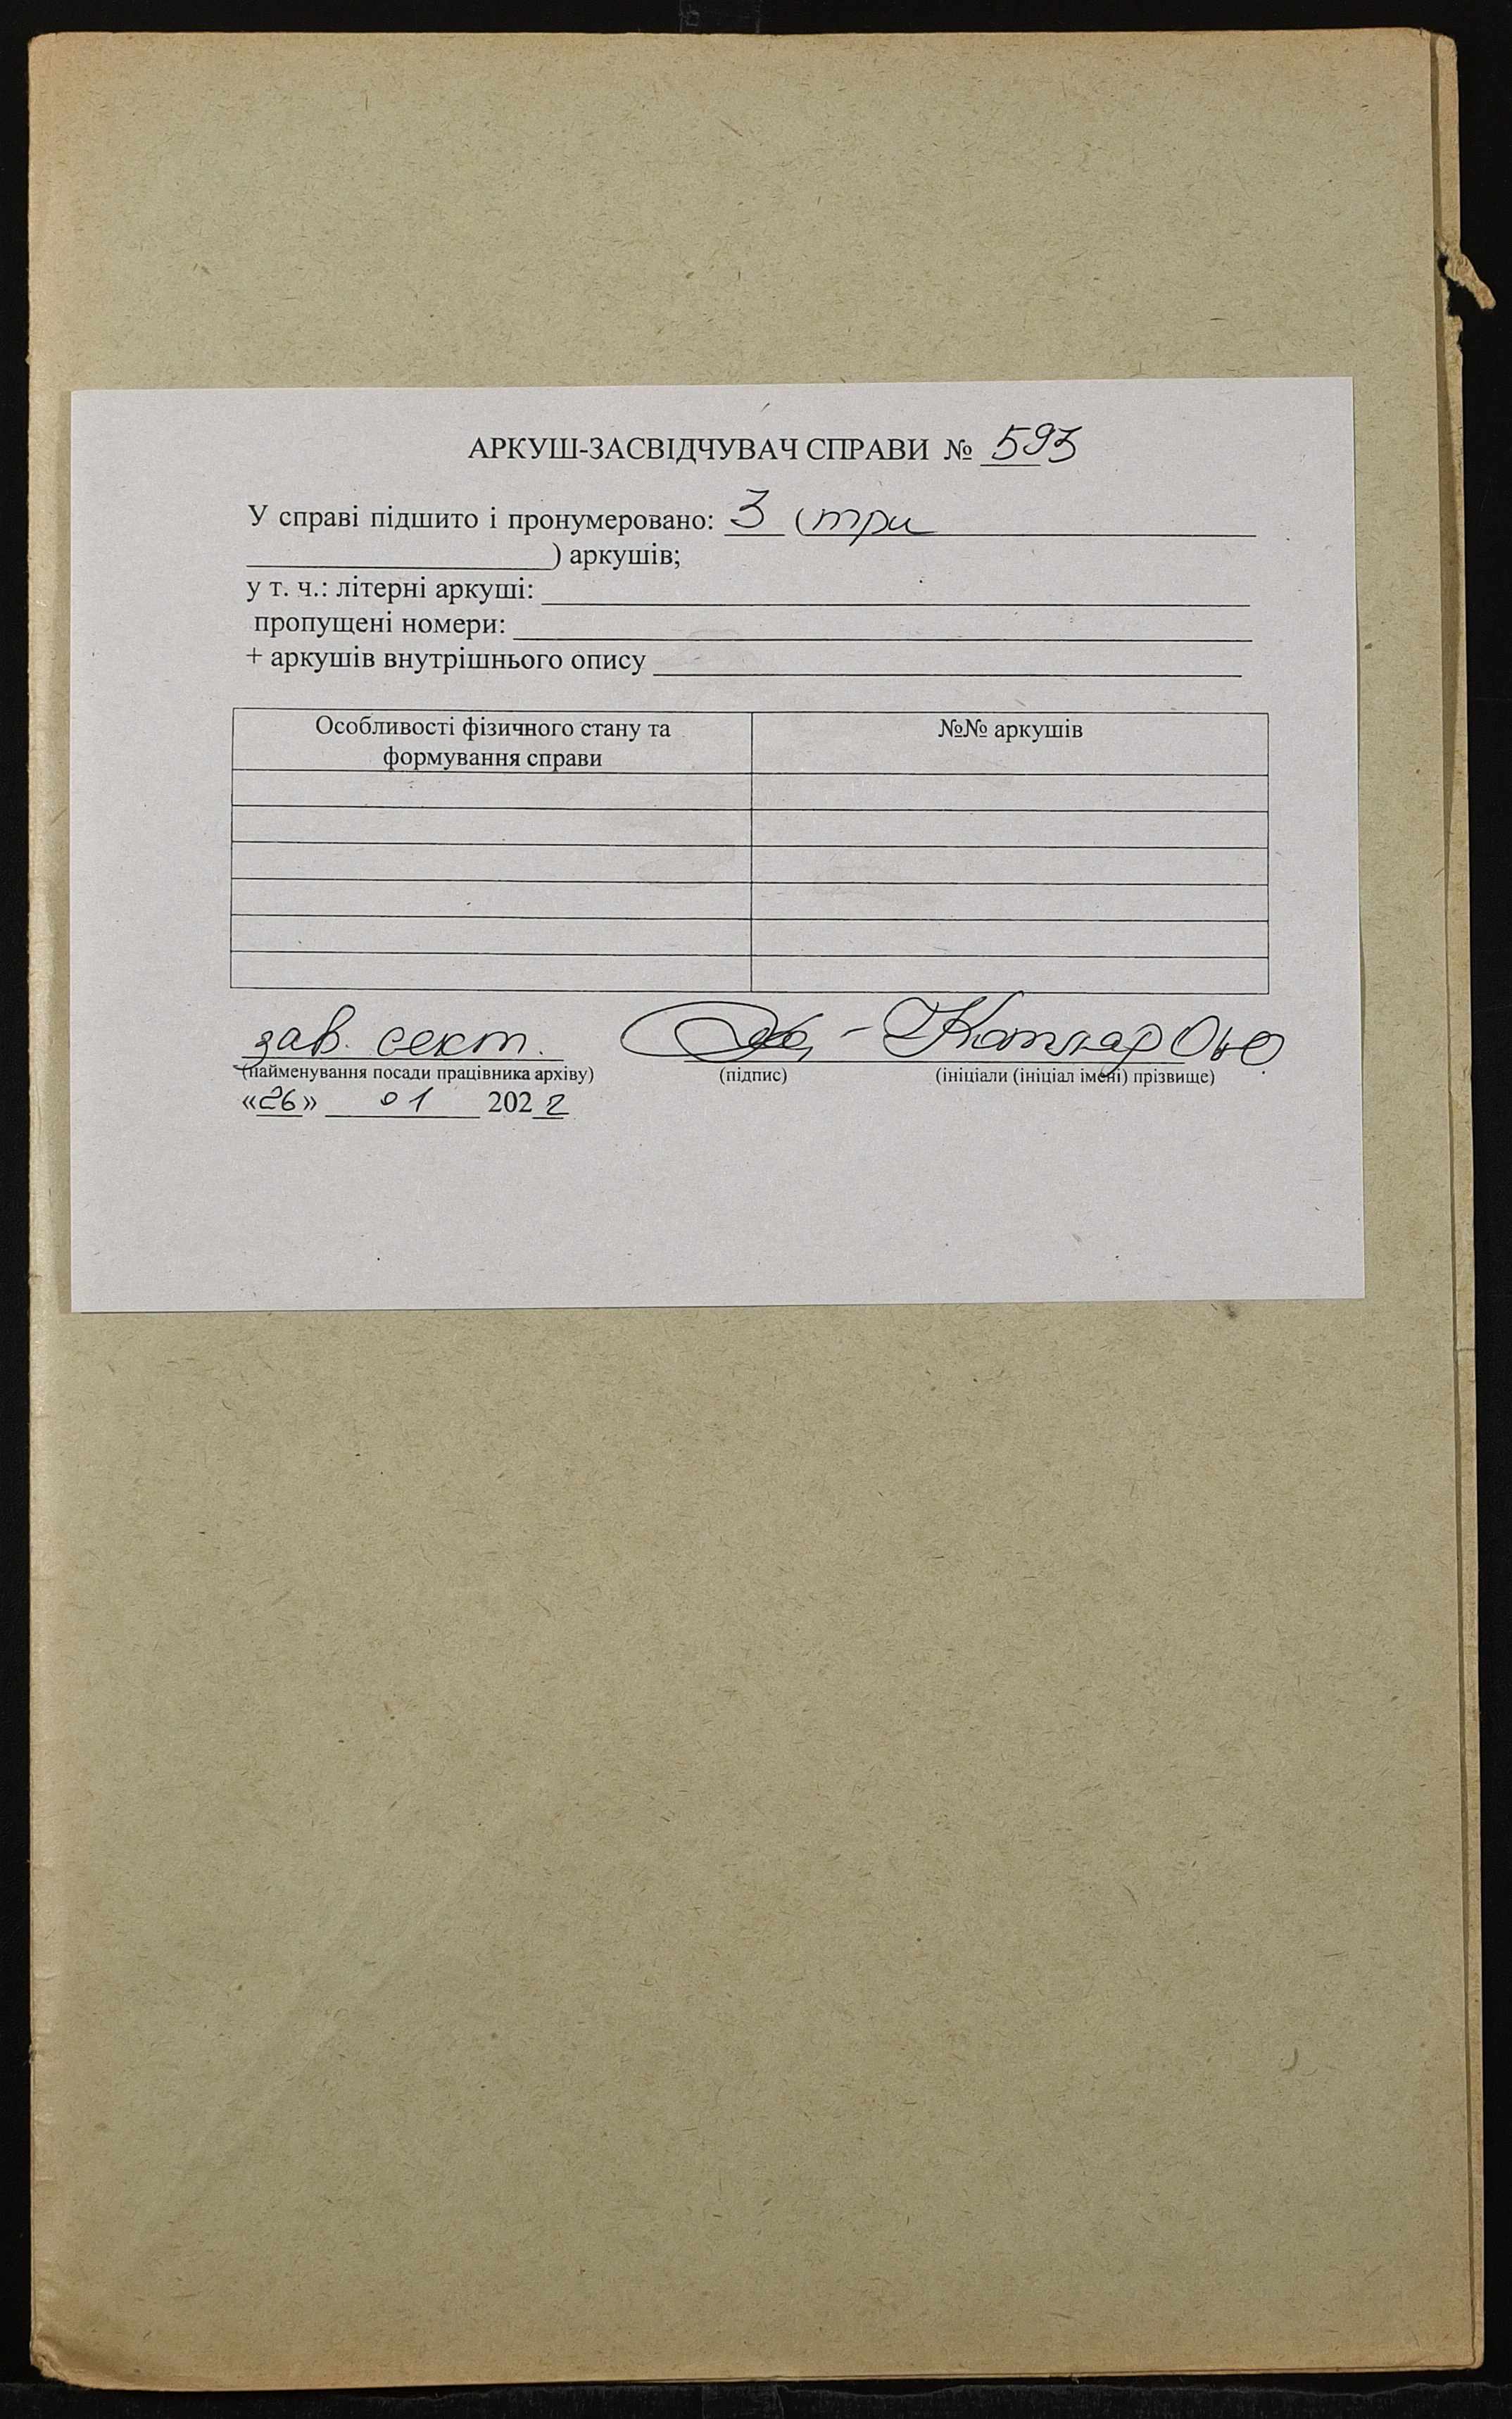 АРКУШ-ЗАСВІДЧУВАЧ СПРАВИ № 593
У справі підшито і пронумеровано: 3 (три
) аркушів;
у т. ч.: літерні аркуші:
пропущені номери:
+ аркушів внутрішнього опису
Особливості фізичного стану та
формування справи
№№ аркушів
зав. сект.
(найменування посади працівника архіву) (підпис) (ініціали (ініціал імені) прізвище)
«26» 01 2022